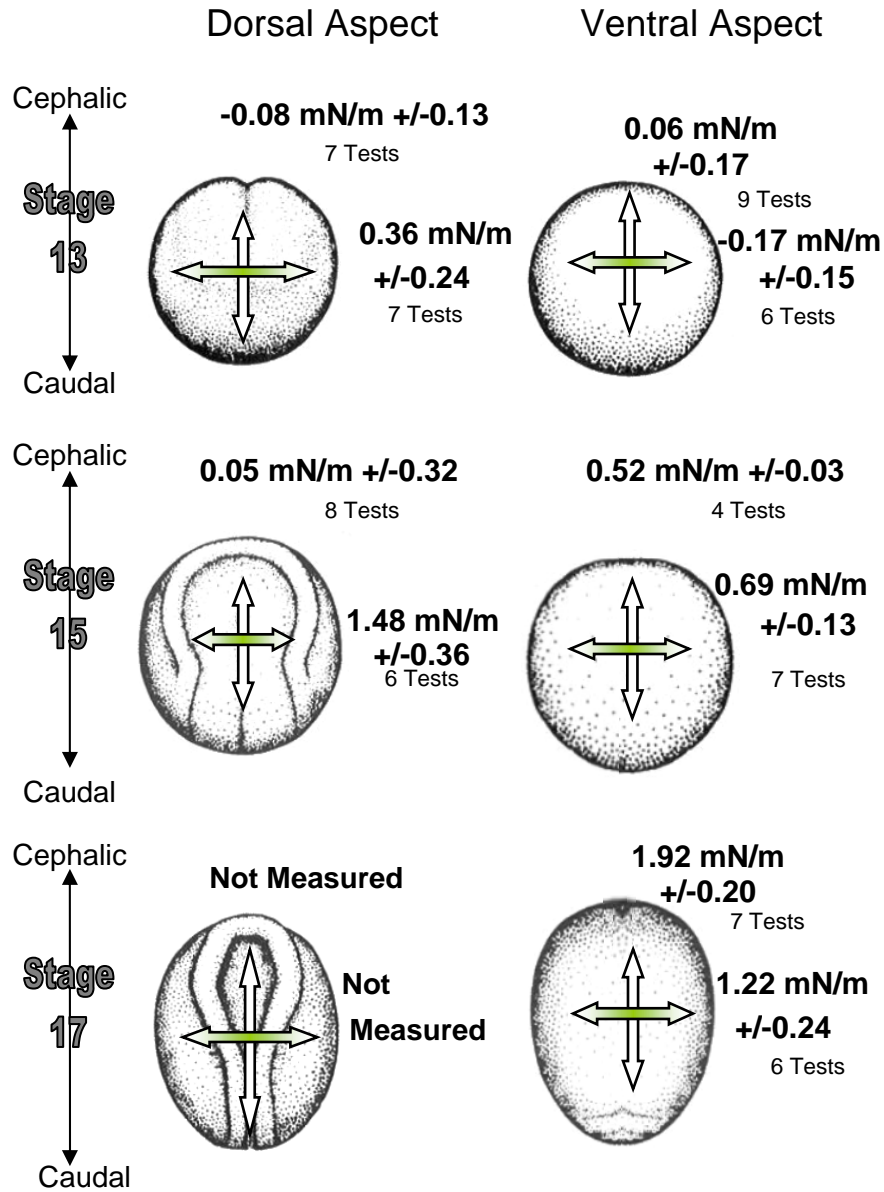 Dorsal Aspect
Ventral Aspect
Cephalic
Stage
13
Caudal
-0.08 mN/m +/-0.13
7 Tests
0.36 mN/m
+/-0.24
7 Tests
0.06 mN/m
+/-0.17
9 Tests
-0.17 mN/m
+/-0.15
6 Tests
Cephalic
Stage
15
Caudal
0.05 mN/m +/-0.32
8 Tests
1.48 mN/m
+/-0.36
6 Tests
0.52 mN/m +/-0.03
4 Tests
0.69 mN/m
+/-0.13
7 Tests
Cephalic
Stage
17
Caudal
Not Measured
Not
Measured
1.92 mN/m
+/-0.20
7 Tests
1.22 mN/m
+/-0.24
6 Tests